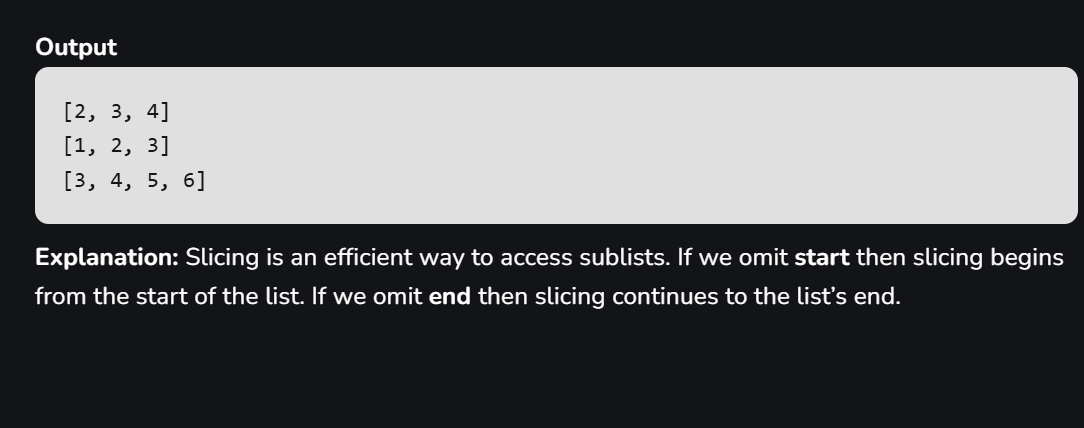 Output
[2, 3, 4]
[1, 2, 3]
[3, 4, 5, 6]
Explanation: Slicing is an efficient way to access sublists. If we omit start then slicing begins
from the start of the list. If we omit end then slicing continues to the list’s end.